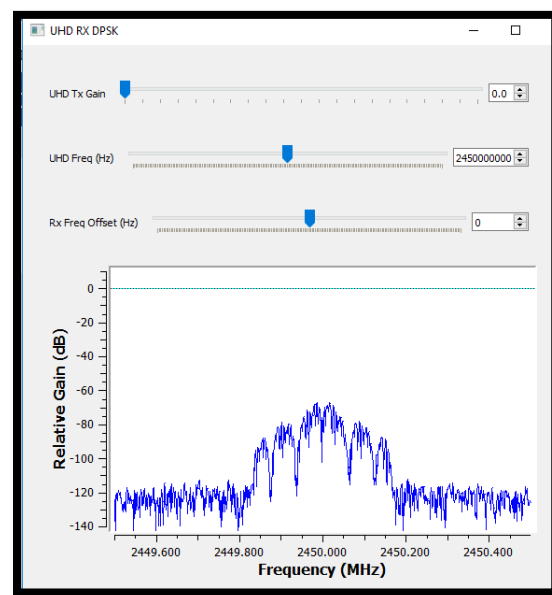 UHD RX DPSK
UHD Tx Gain 0.0
UHD Freq (Hz) 2450000000
Rx Freq Offset (Hz) 0
0
-20
-40
-60
-80
-100
-120
-140
Relative Gain (dB)
2449.600 2449.800 2450.000 2450.200 2450.400
Frequency (MHz)